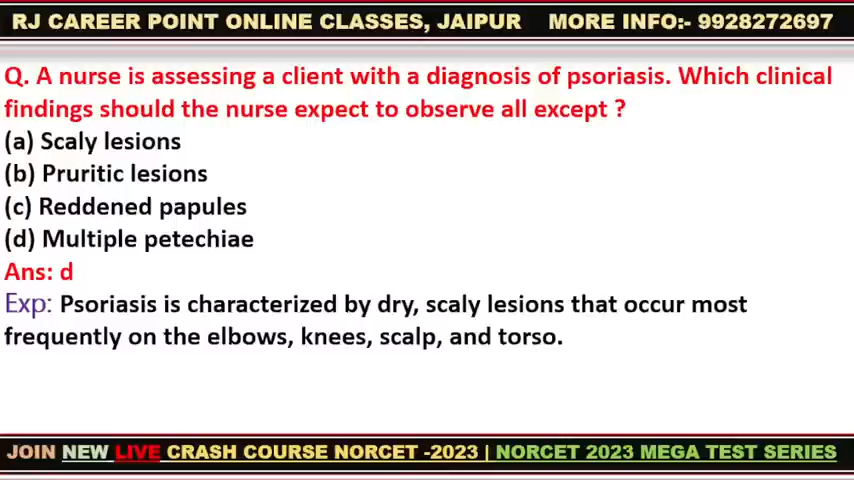 RJ CAREER POINT ONLINE CLASSES, JAIPUR MORE INFO:- 9928272697
Q. A nurse is assessing a client with a diagnosis of psoriasis. Which clinical
findings should the nurse expect to observe all except ?
(a) Scaly lesions
(b) Pruritic lesions
(c) Reddened papules
(d) Multiple petechiae
Ans: d
Exp: Psoriasis is characterized by dry, scaly lesions that occur most
frequently on the elbows, knees, scalp, and torso.
JOIN NEW LIVE CRASH COURSE NORCET -2023 | NORCET 2023 MEGA TEST SERIES